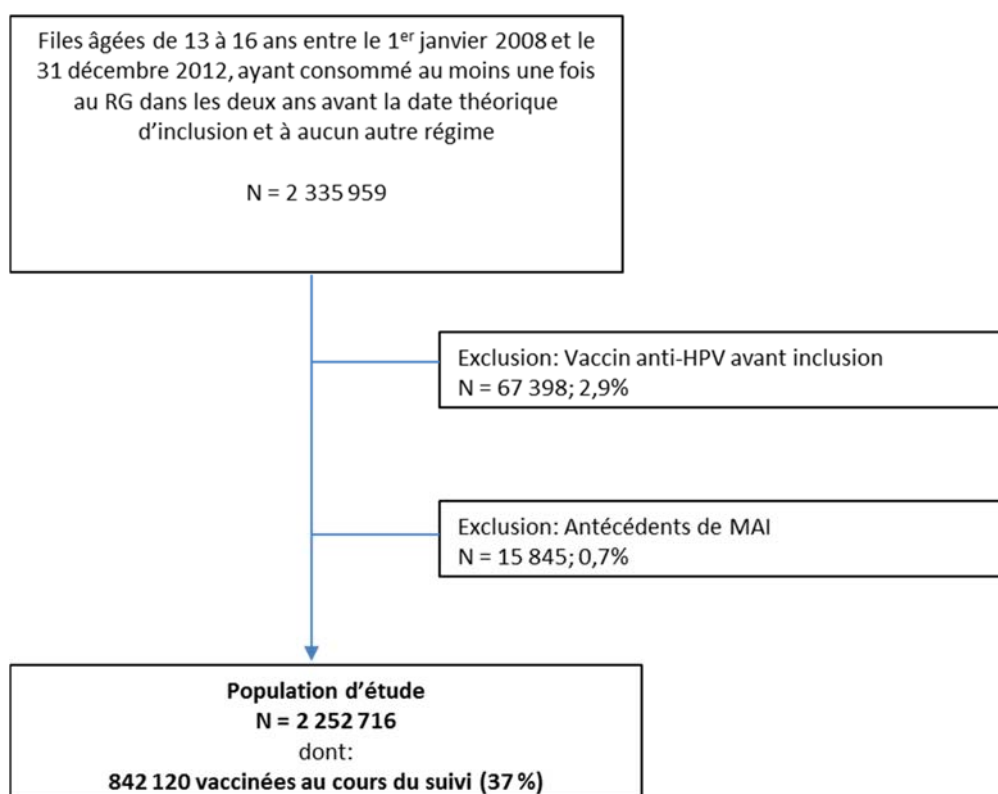 Files âgées de 13 à 16 ans entre le 1er janvier 2008 et le
31 décembre 2012, ayant consommé au moins une fois
au RG dans les deux ans avant la date théorique
d'inclusion et à aucun autre régime
N = 2 335 959
Exclusion: Vaccin anti-HPV avant inclusion
N = 67 398; 2,9%
Exclusion: Antécédents de MAI
N = 15 845; 0,7%
Population d'étude
N = 2 252 716
dont:
842 120 vaccinées au cours du suivi (37 %)